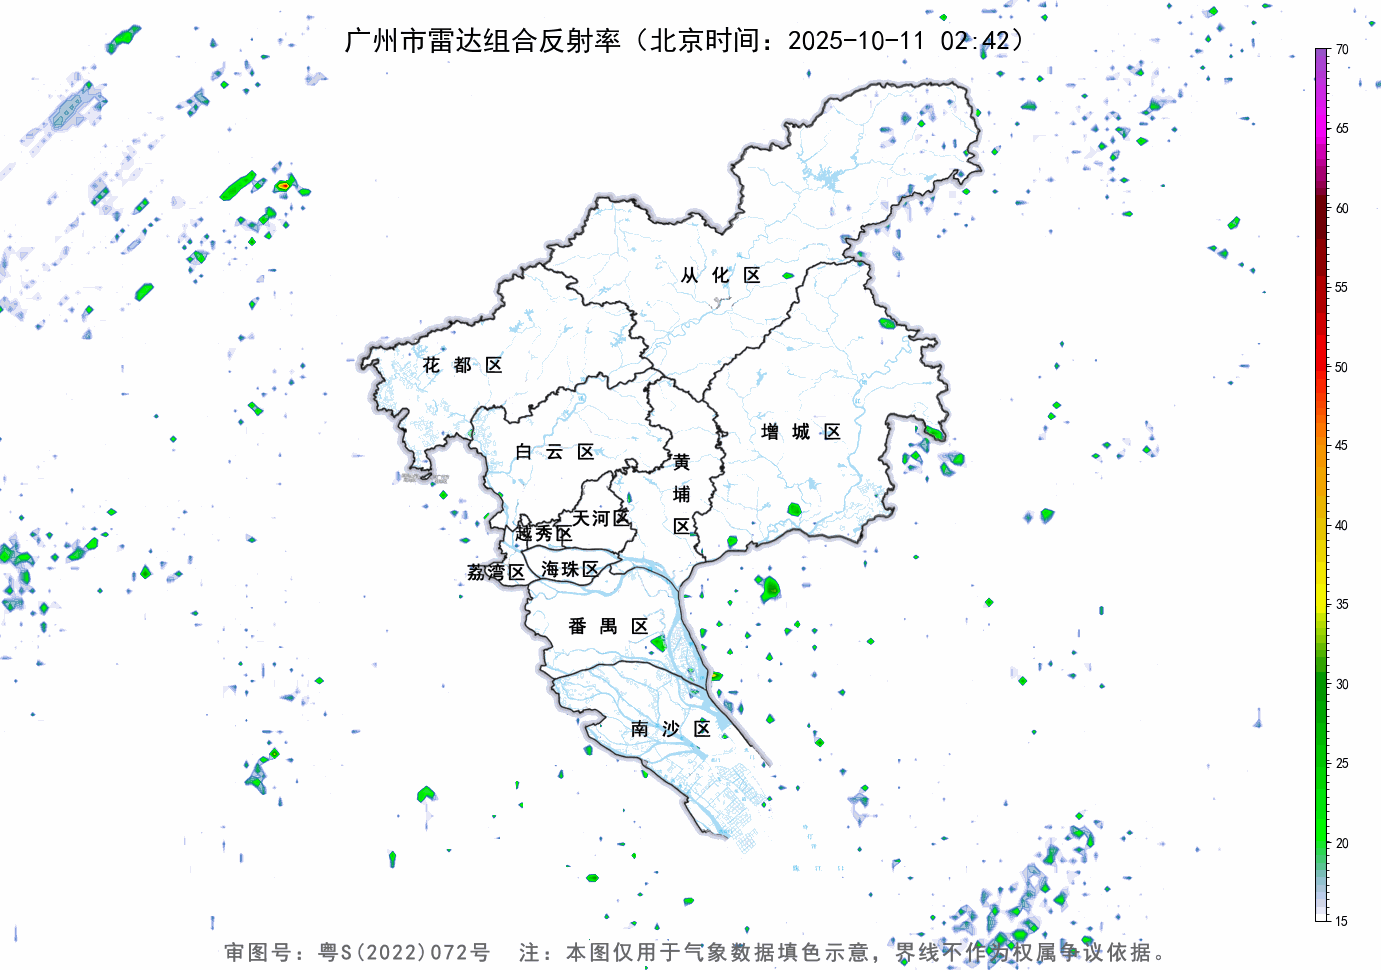 广州市雷达组合反射率（北京时间：2025-10-11 02:42）
70
65
60
55
50
45
40
35
30
25
20
15
从化区
花都区
增城区
白云区
黄埔区
天河区
越秀区
荔湾区
海珠区
番禺区
南沙区
审图号：粤S(2022)072号 注：本图仅用于气象数据填色示意，界线不作为权属争议依据。